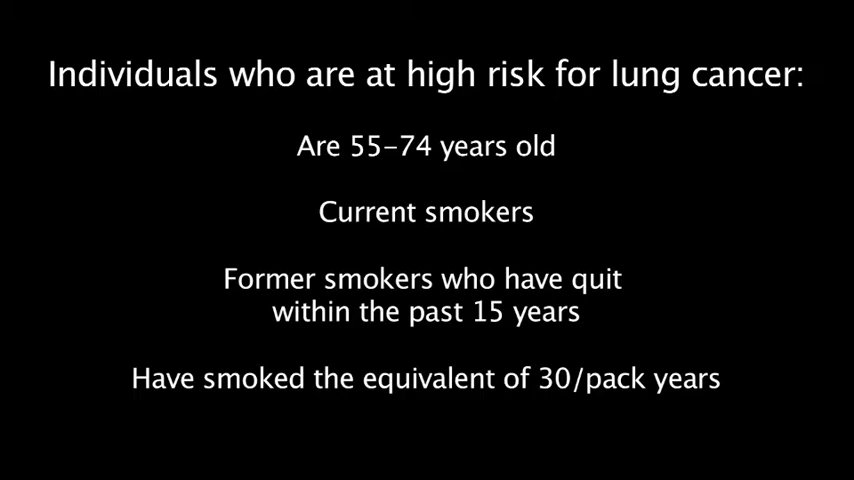 Individuals who are at high risk for lung cancer:
Are 55-74 years old
Current smokers
Former smokers who have quit
within the past 15 years
Have smoked the equivalent of 30/pack years